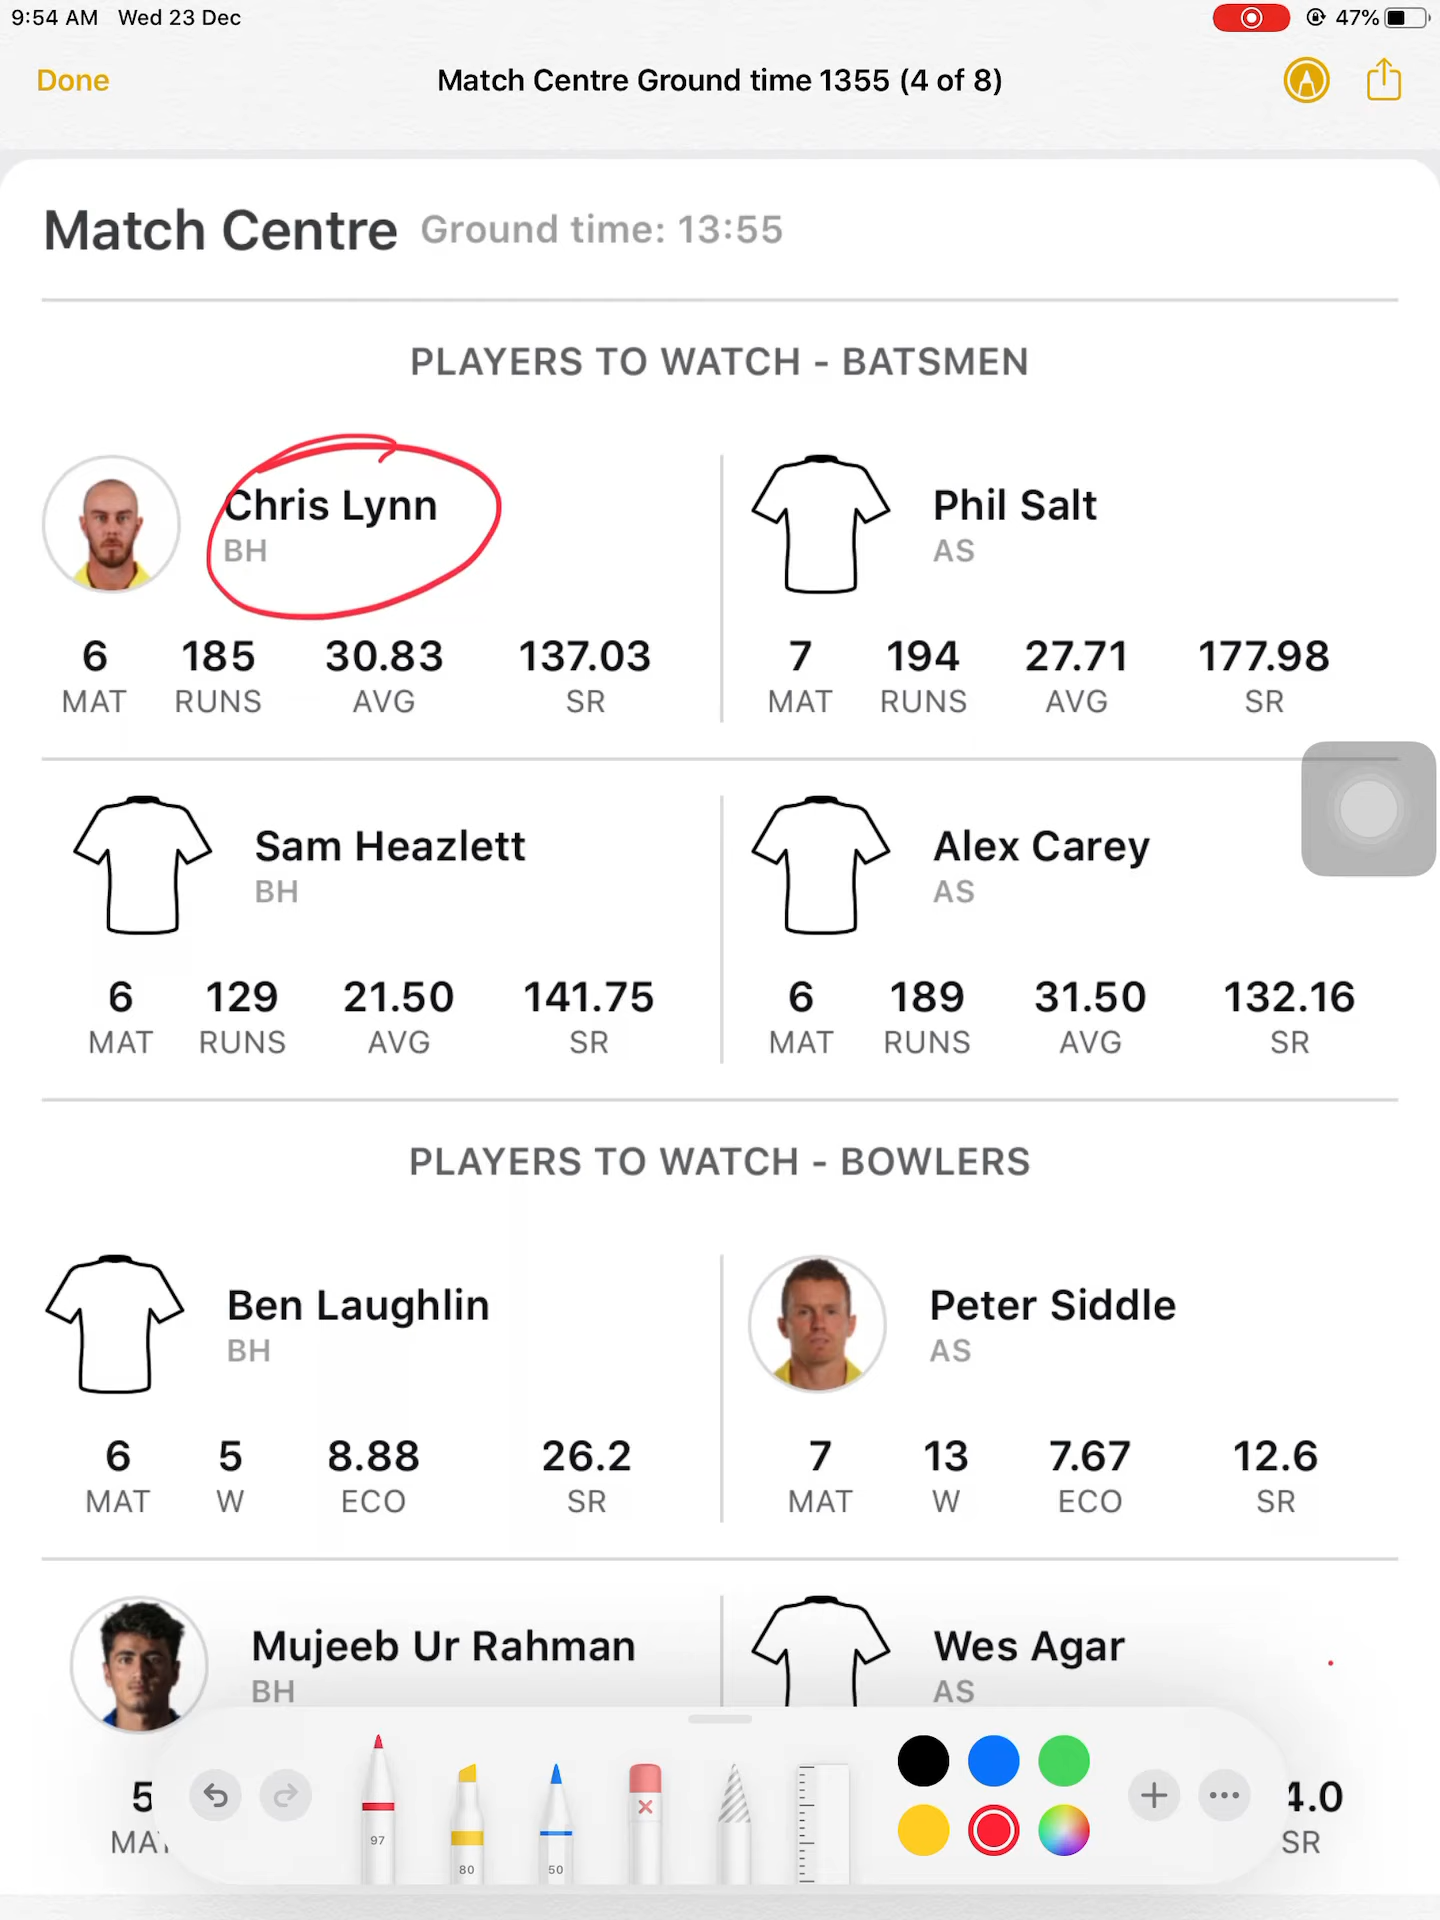 9:54 AM Wed 23 Dec 47%
Done Match Centre Ground time 1355 (4 of 8)
Match Centre Ground time: 13:55
PLAYERS TO WATCH - BATSMEN
Chris Lynn
BH
6 185 30.83 137.03
MAT RUNS AVG SR
Phil Salt
AS
7 194 27.71 177.98
MAT RUNS AVG SR
Sam Heazlett
BH
6 129 21.50 141.75
MAT RUNS AVG SR
Alex Carey
AS
6 189 31.50 132.16
MAT RUNS AVG SR
PLAYERS TO WATCH - BOWLERS
Ben Laughlin
BH
6 5 8.88 26.2
MAT W ECO SR
Peter Siddle
AS
7 13 7.67 12.6
MAT W ECO SR
Mujeeb Ur Rahman
BH
5
Wes Agar
AS
SR
97 80 50